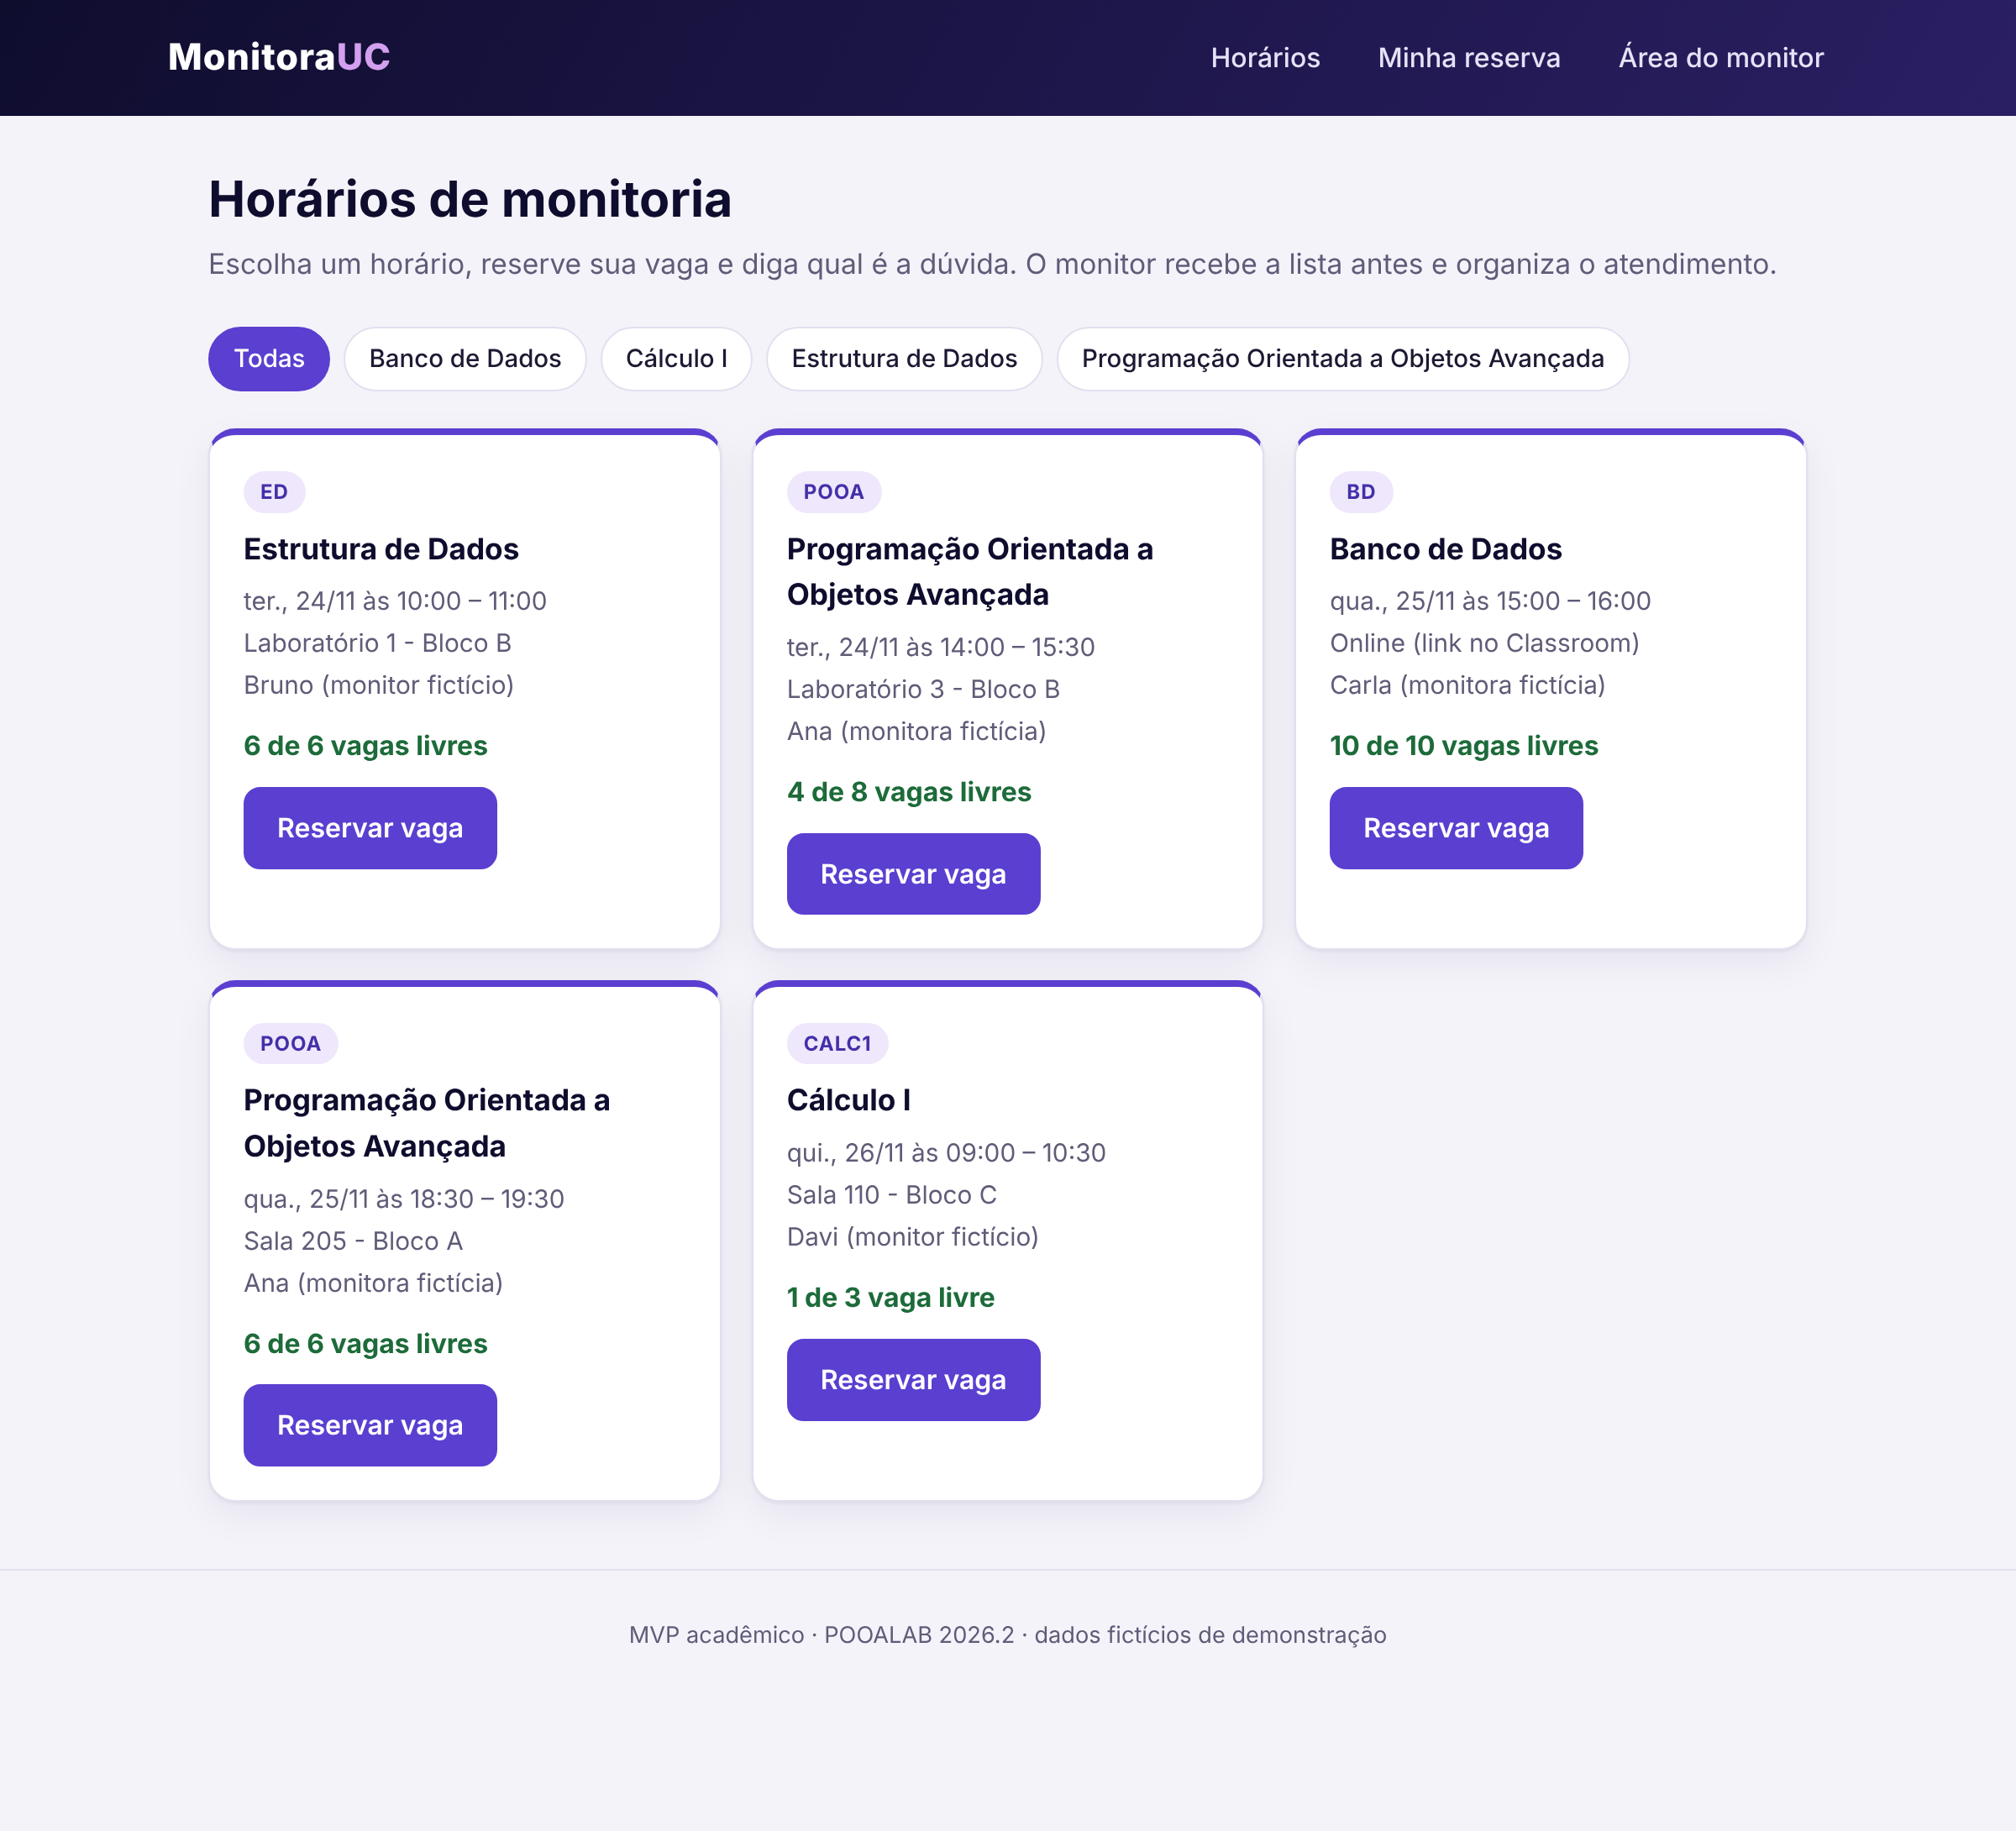 MonitoraUC
Horários
Minha reserva
Área do monitor
Horários de monitoria
Escolha um horário, reserve sua vaga e diga qual é a dúvida. O monitor recebe a lista antes e organiza o atendimento.
Todas
Banco de Dados
Cálculo I
Estrutura de Dados
Programação Orientada a Objetos Avançada
ED
Estrutura de Dados
ter., 24/11 às 10:00 – 11:00
Laboratório 1 - Bloco B
Bruno (monitor fictício)
6 de 6 vagas livres
Reservar vaga
POOA
Programação Orientada a
Objetos Avançada
ter., 24/11 às 14:00 – 15:30
Laboratório 3 - Bloco B
Ana (monitora fictícia)
4 de 8 vagas livres
Reservar vaga
BD
Banco de Dados
qua., 25/11 às 15:00 – 16:00
Online (link no Classroom)
Carla (monitora fictícia)
10 de 10 vagas livres
Reservar vaga
POOA
Programação Orientada a
Objetos Avançada
qua., 25/11 às 18:30 – 19:30
Sala 205 - Bloco A
Ana (monitora fictícia)
6 de 6 vagas livres
Reservar vaga
CALC1
Cálculo I
qui., 26/11 às 09:00 – 10:30
Sala 110 - Bloco C
Davi (monitor fictício)
1 de 3 vaga livre
Reservar vaga
MVP acadêmico · POOALAB 2026.2 · dados fictícios de demonstração